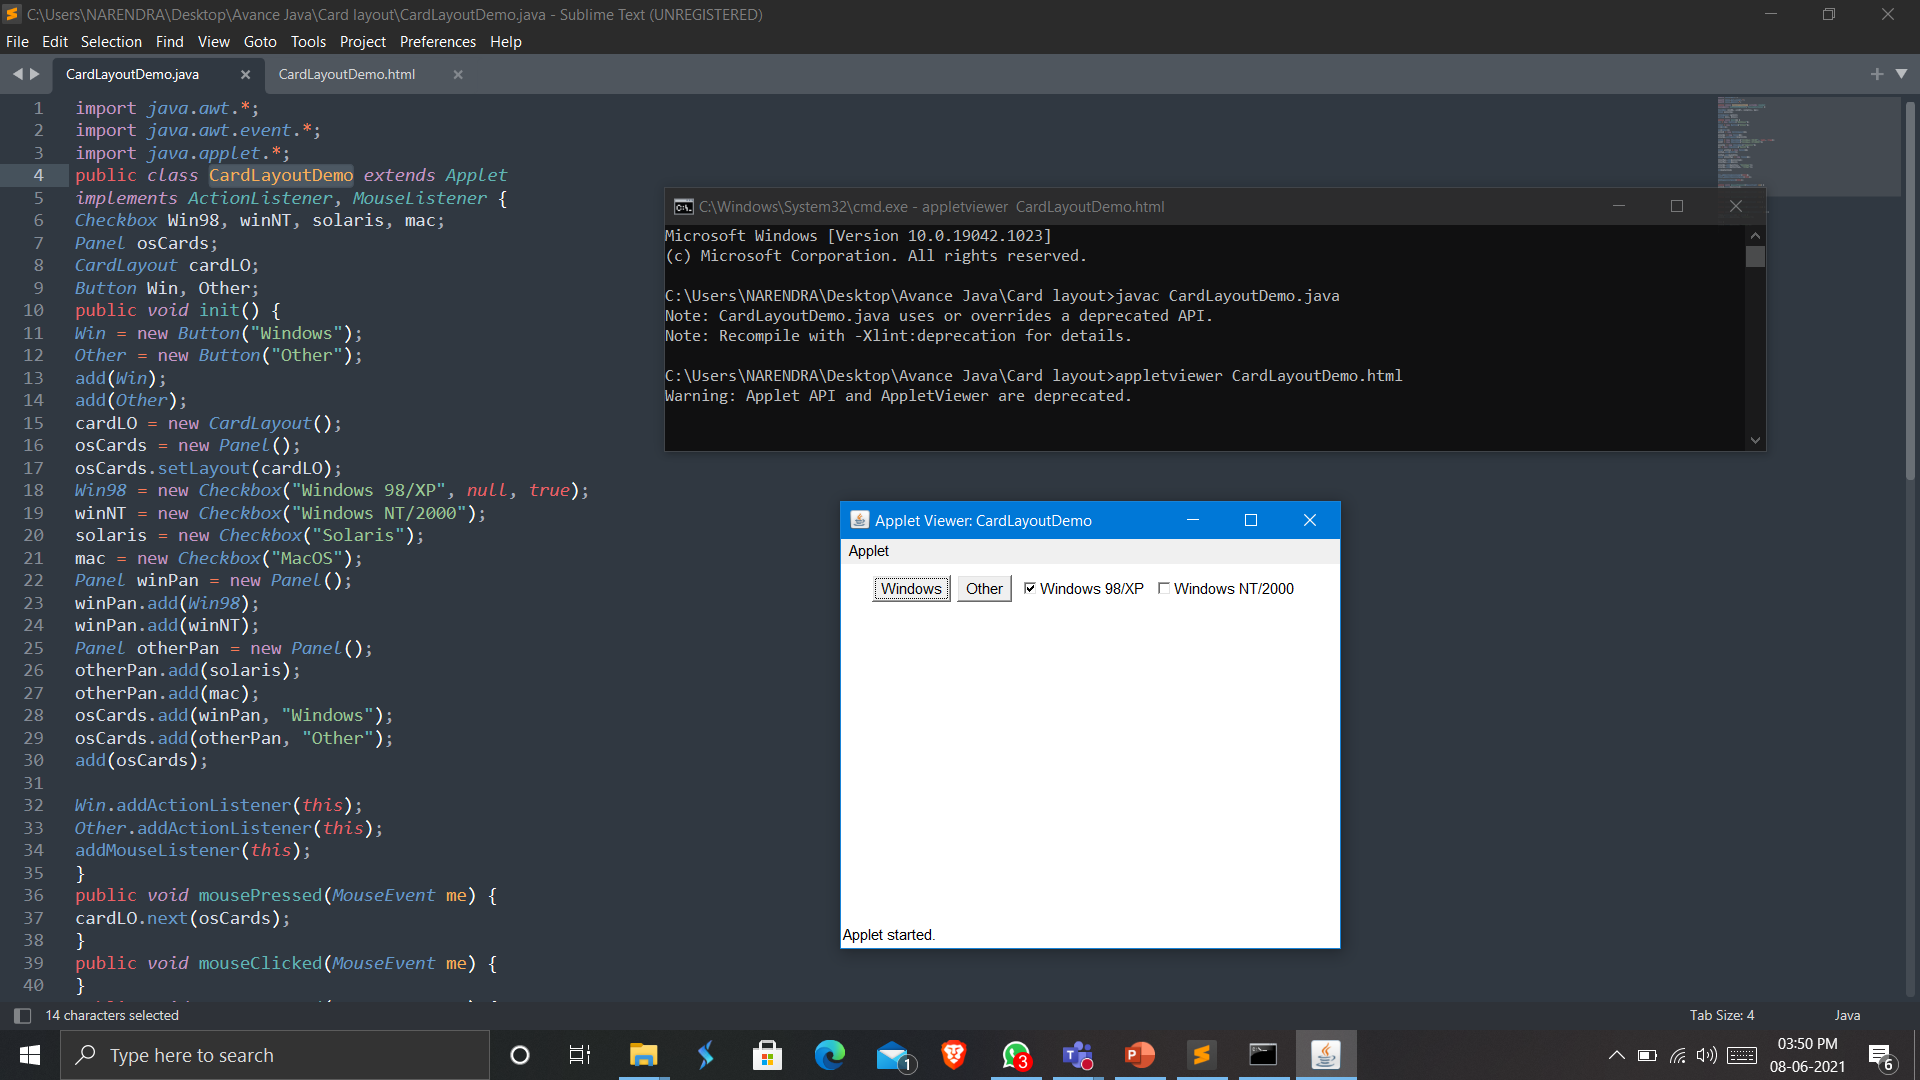 C:\Users\NARENDRA\Desktop\Avance Java\Card layout\CardLayoutDemo.java - Sublime Text (UNREGISTERED)
File Edit Selection Find View Goto Tools Project Preferences Help
CardLayoutDemo.java CardLayoutDemo.html
1 import java.awt.*;
2 import java.awt.event.*;
3 import java.applet.*;
4 public class CardLayoutDemo extends Applet
5 implements ActionListener, MouseListener {
6 Checkbox Win98, winNT, solaris, mac;
7 Panel osCards;
8 CardLayout cardLO;
9 Button Win, Other;
10 public void init() {
11 Win = new Button("Windows");
12 Other = new Button("Other");
13 add(Win);
14 add(Other);
15 cardLO = new CardLayout();
16 osCards = new Panel();
17 osCards.setLayout(cardLO);
18 Win98 = new Checkbox("Windows 98/XP", null, true);
19 winNT = new Checkbox("Windows NT/2000");
20 solaris = new Checkbox("Solaris");
21 mac = new Checkbox("MacOS");
22 Panel winPan = new Panel();
23 winPan.add(Win98);
24 winPan.add(winNT);
25 Panel otherPan = new Panel();
26 otherPan.add(solaris);
27 otherPan.add(mac);
28 osCards.add(winPan, "Windows");
29 osCards.add(otherPan, "Other");
30 add(osCards);
31
32 Win.addActionListener(this);
33 Other.addActionListener(this);
34 addMouseListener(this);
35 }
36 public void mousePressed(MouseEvent me) {
37 cardLO.next(osCards);
38 }
39 public void mouseClicked(MouseEvent me) {
40 }
C:\Windows\System32\cmd.exe - appletviewer CardLayoutDemo.html
Microsoft Windows [Version 10.0.19042.1023]
(c) Microsoft Corporation. All rights reserved.
C:\Users\NARENDRA\Desktop\Avance Java\Card layout>javac CardLayoutDemo.java
Note: CardLayoutDemo.java uses or overrides a deprecated API.
Note: Recompile with -Xlint:deprecation for details.
C:\Users\NARENDRA\Desktop\Avance Java\Card layout>appletviewer CardLayoutDemo.html
Warning: Applet API and AppletViewer are deprecated.
Applet Viewer: CardLayoutDemo
Applet
Windows Other Windows 98/XP Windows NT/2000
Applet started.
14 characters selected Tab Size: 4 Java
Type here to search
1
3
03:50 PM
08-06-2021
6